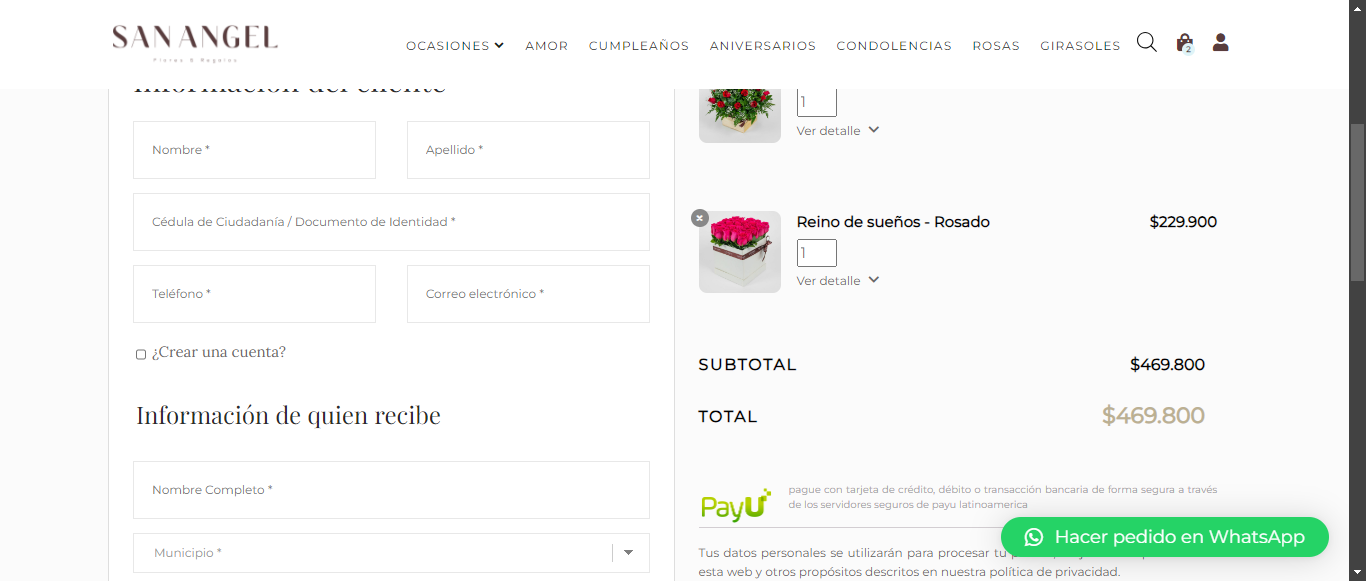 SAN ANGEL
Flores & Regalos
OCASIONES AMOR CUMPLEAÑOS ANIVERSARIOS CONDOLENCIAS ROSAS GIRASOLES 2
Información del cliente
Nombre *
Apellido *
Cédula de Ciudadanía / Documento de Identidad *
Teléfono *
Correo electrónico *
¿Crear una cuenta?
Información de quien recibe
Nombre Completo *
Municipio *
1
Ver detalle
Reino de sueños - Rosado $229.900
1
Ver detalle
SUBTOTAL $469.800
TOTAL $469.800
PayU
pague con tarjeta de crédito, débito o transacción bancaria de forma segura a través
de los servidores seguros de payu latinoamerica
Hacer pedido en WhatsApp
Tus datos personales se utilizarán para procesar tu
esta web y otros propósitos descritos en nuestra política de privacidad.